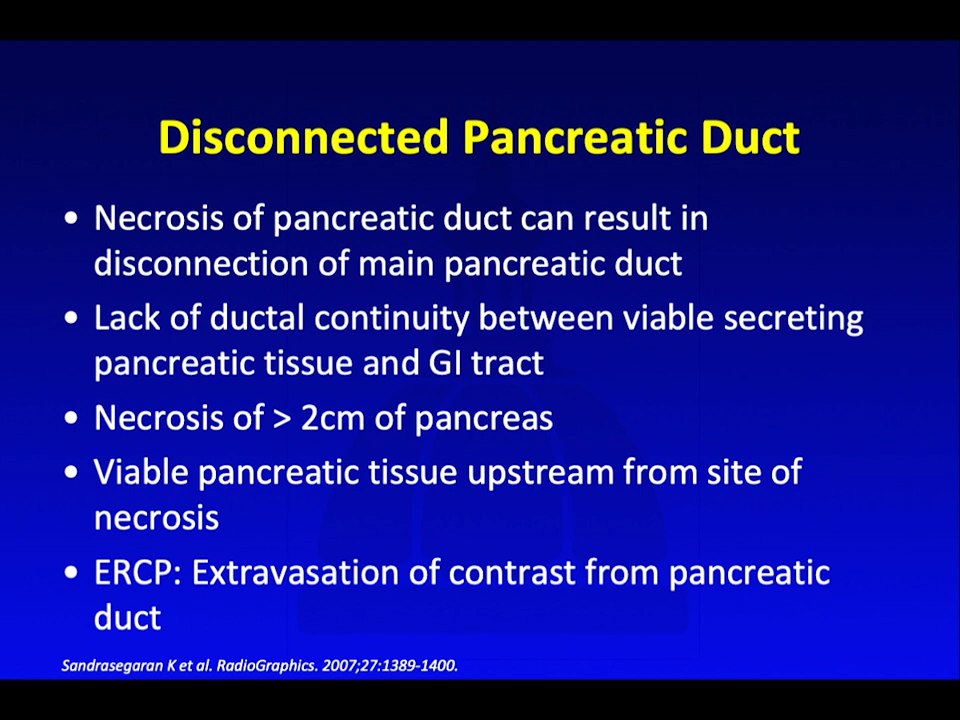 Disconnected Pancreatic Duct
• Necrosis of pancreatic duct can result in
disconnection of main pancreatic duct
• Lack of ductal continuity between viable secreting
pancreatic tissue and GI tract
• Necrosis of > 2cm of pancreas
• Viable pancreatic tissue upstream from site of
necrosis
• ERCP: Extravasation of contrast from pancreatic
duct
Sandrasegaran K et al. RadioGraphics. 2007;27:1389-1400.